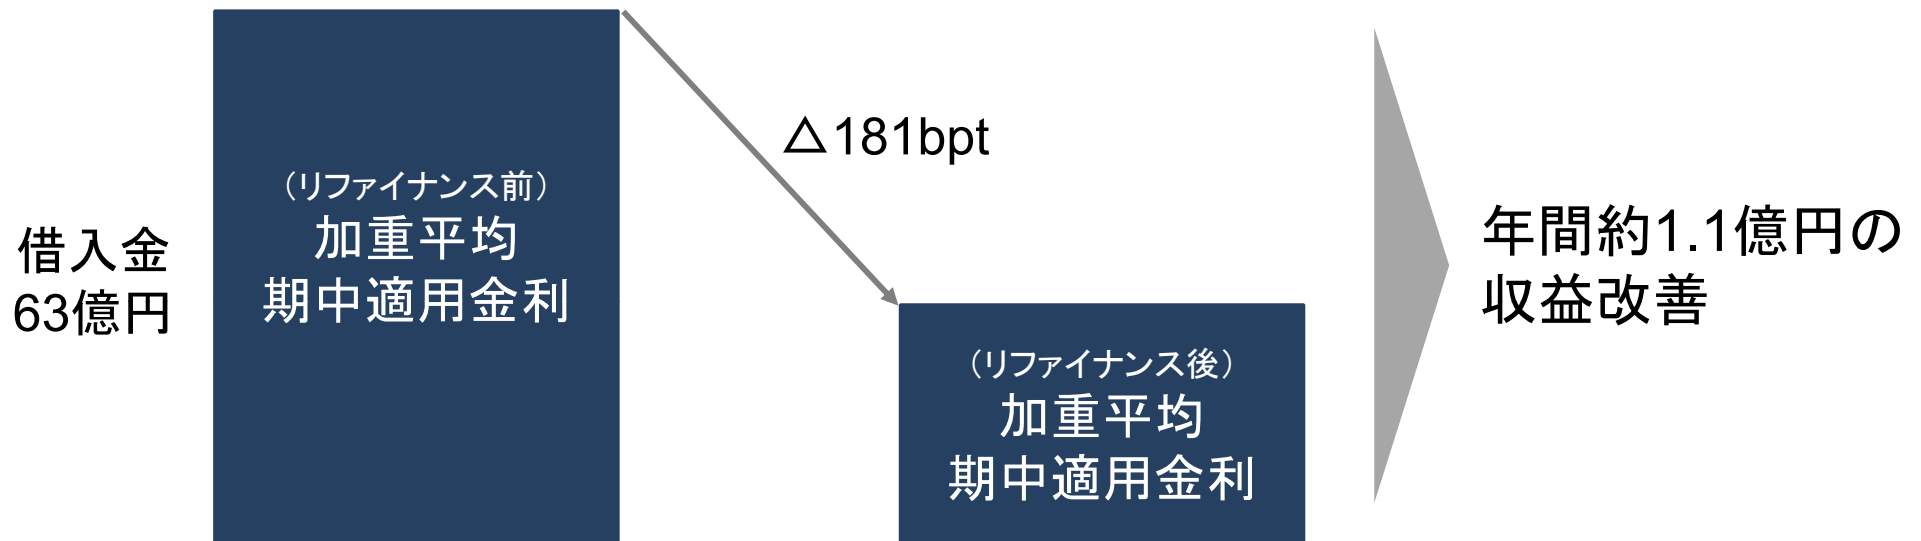 借入金
63億円
（リファイナンス前）
加重平均
期中適用金利
△181bpt
（リファイナンス後）
加重平均
期中適用金利
年間約1.1億円の
収益改善